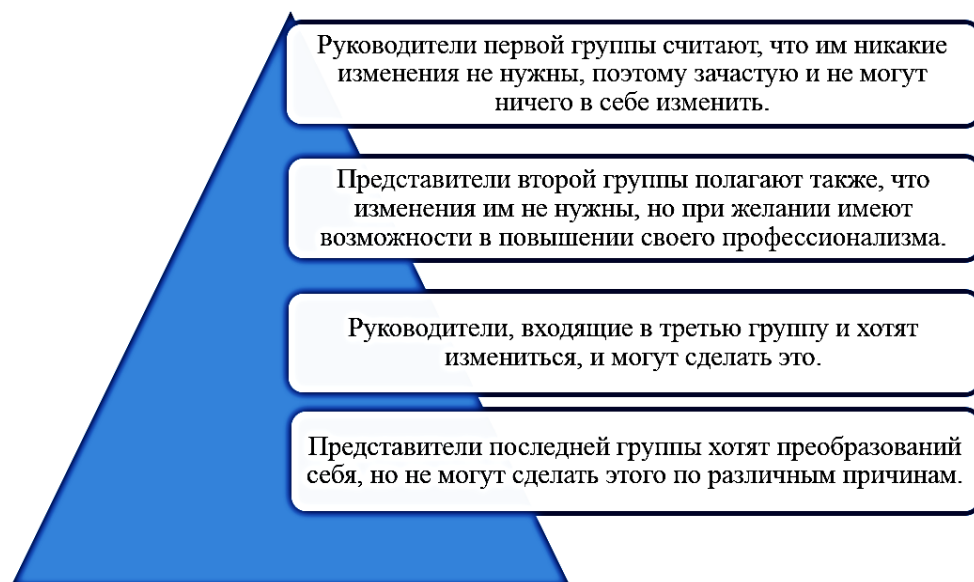 Руководители первой группы считают, что им никакие
изменения не нужны, поэтому зачастую и не могут
ничего в себе изменить.
Представители второй группы полагают также, что
изменения им не нужны, но при желании имеют
возможности в повышении своего профессионализма.
Руководители, входящие в третью группу и хотят
измениться, и могут сделать это.
Представители последней группы хотят преобразований
себя, но не могут сделать этого по различным причинам.